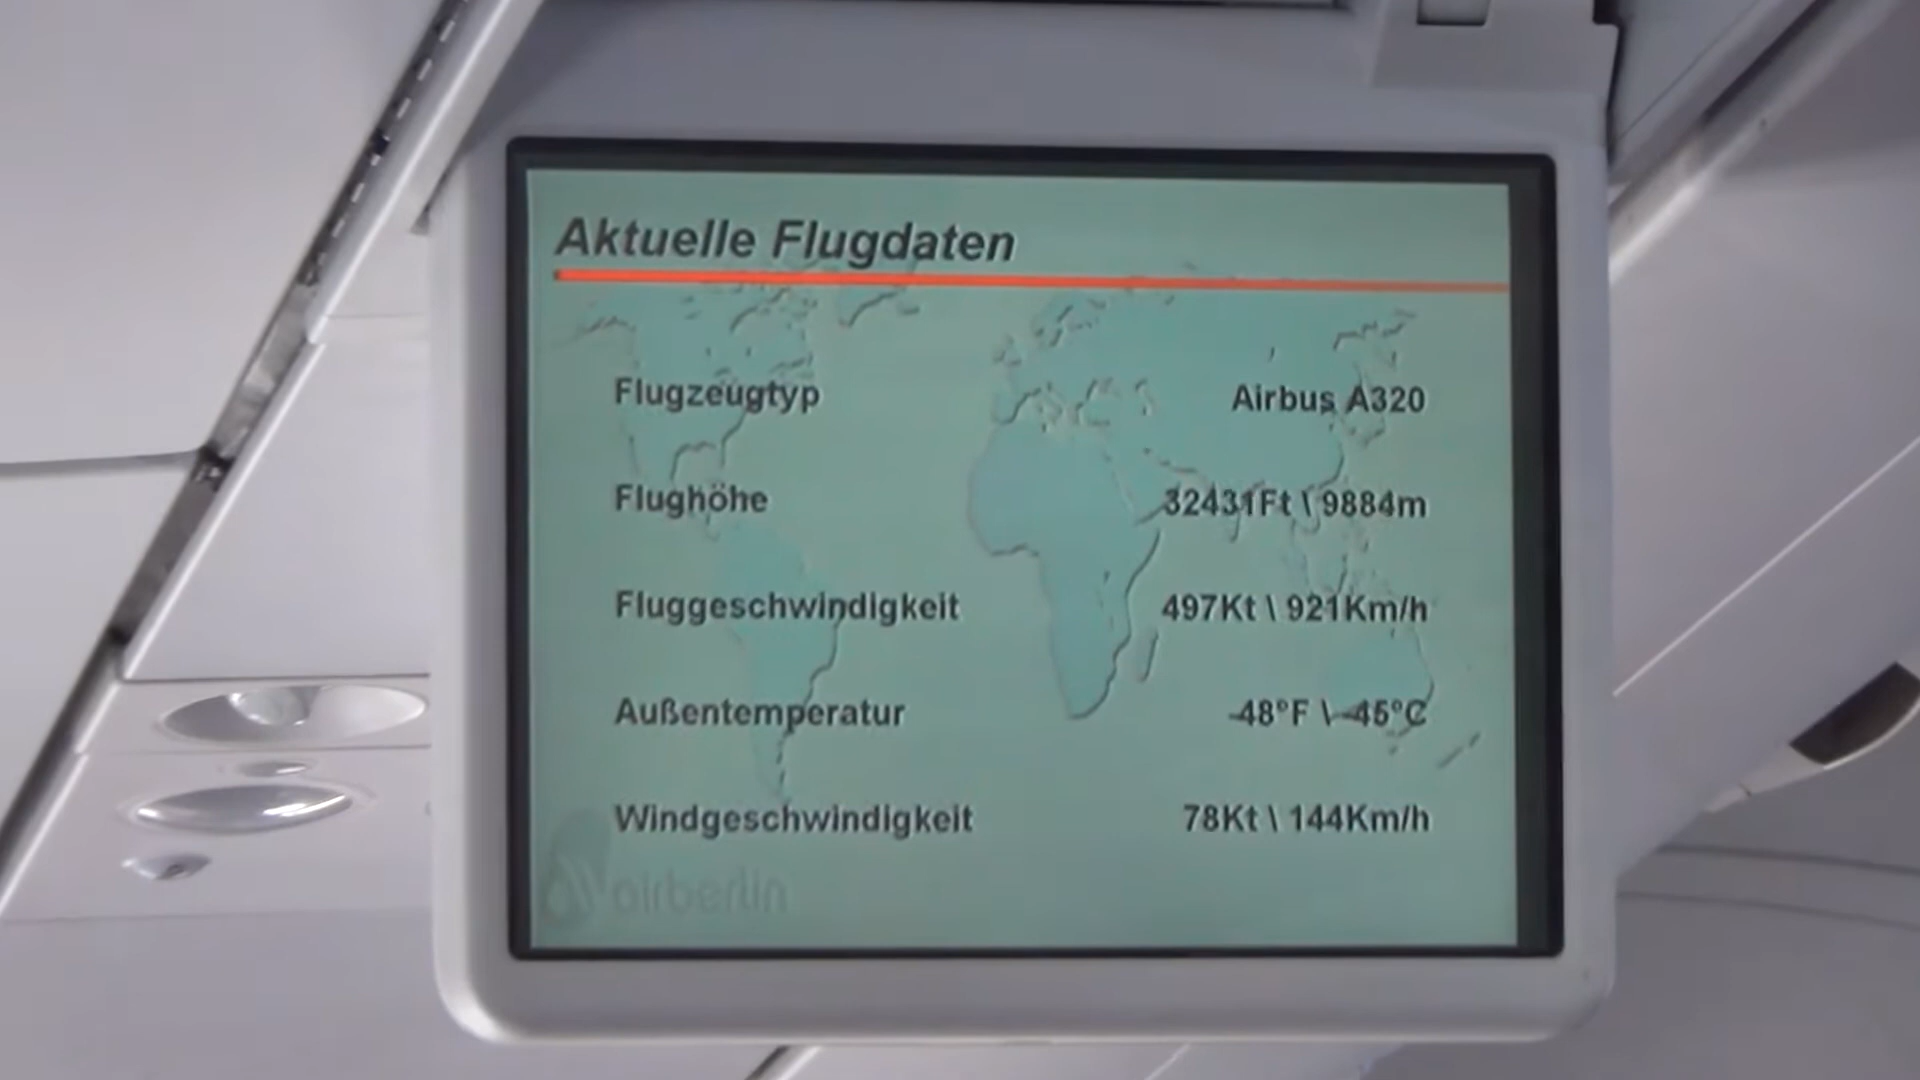 Aktuelle Flugdaten
Flugzeugtyp Airbus A320
Flughöhe 32431Ft \ 9884m
Fluggeschwindigkeit 497Kt \ 921Km/h
Außentemperatur -48°F \ -45°C
Windgeschwindigkeit 78Kt \ 144Km/h
airberlin